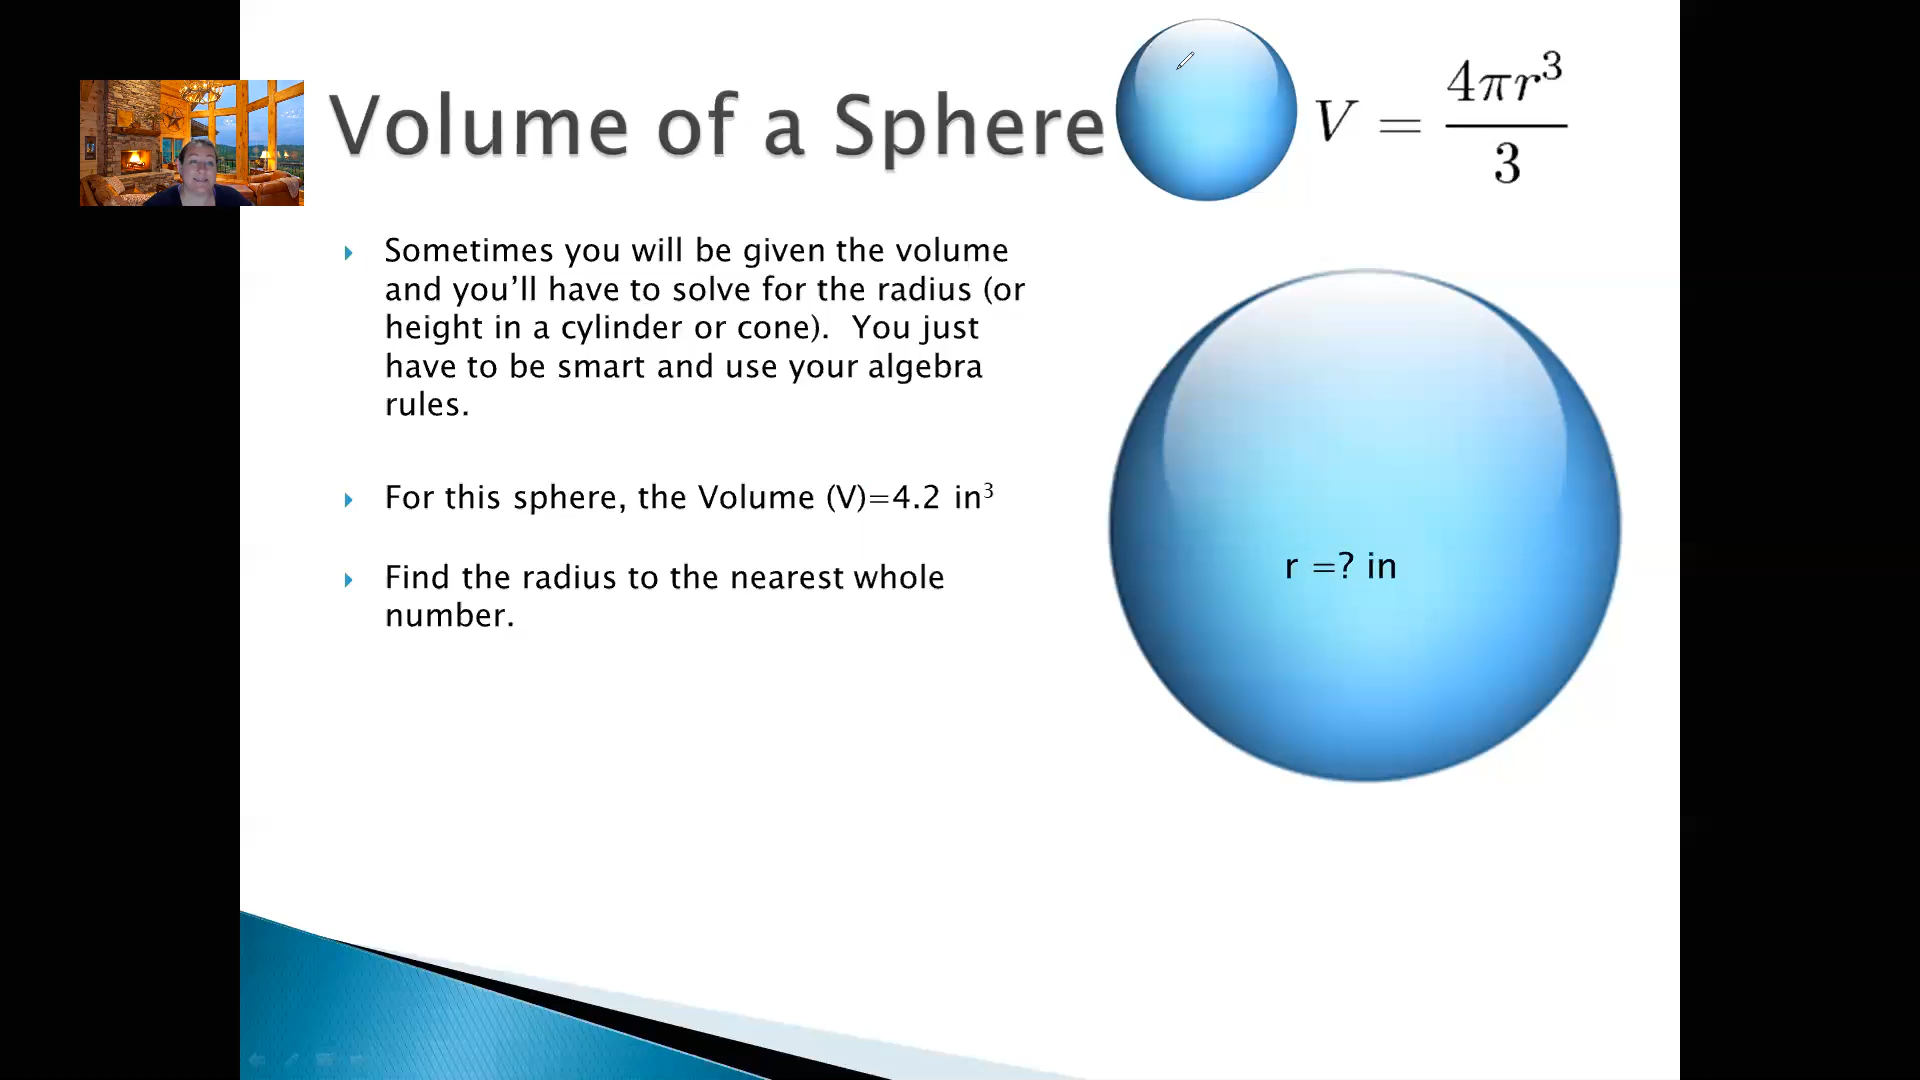 Volume of a Sphere
V = 4πr³/3
Sometimes you will be given the volume
and you’ll have to solve for the radius (or
height in a cylinder or cone).  You just
have to be smart and use your algebra
rules.
For this sphere, the Volume (V)=4.2 in³
Find the radius to the nearest whole
number.
r =? in